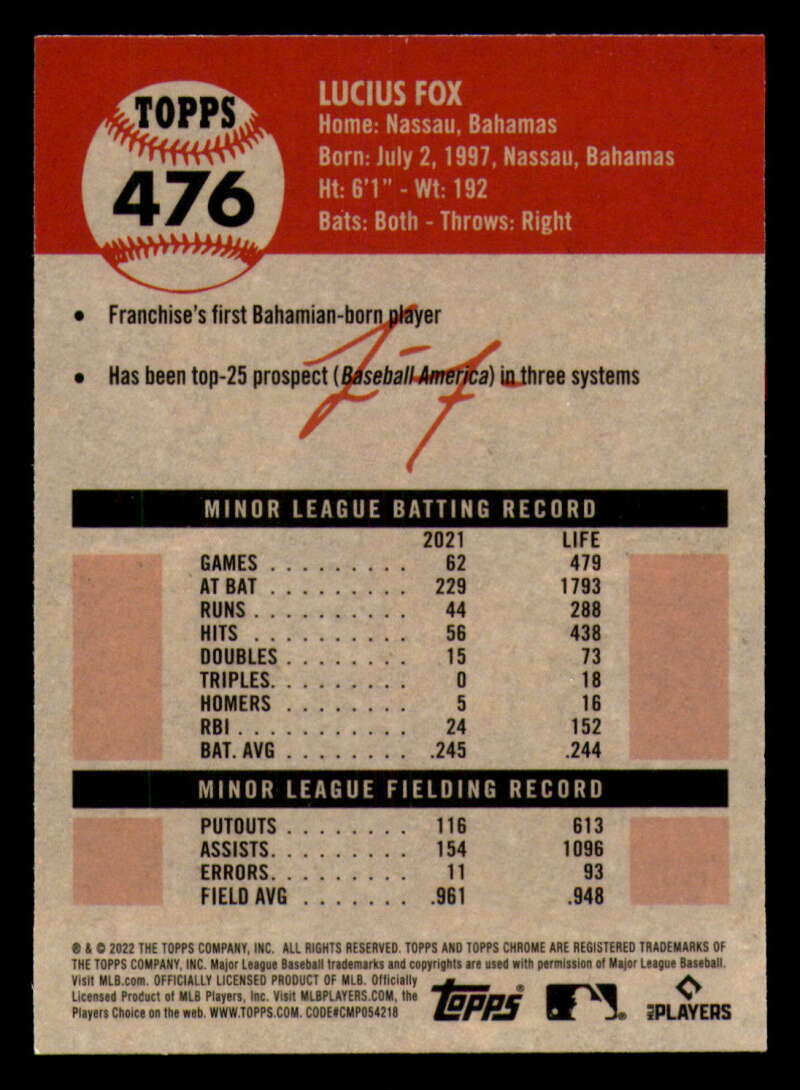 TOPPS
476
LUCIUS FOX
Home: Nassau, Bahamas
Born: July 2, 1997, Nassau, Bahamas
Ht: 6'1" - Wt: 192
Bats: Both - Throws: Right
• Franchise's first Bahamian-born player
• Has been top-25 prospect (Baseball America) in three systems
MINOR LEAGUE BATTING RECORD
2021 LIFE
GAMES . . . . . . . . . 62 479
AT BAT . . . . . . . . . 229 1793
RUNS . . . . . . . . . . 44 288
HITS . . . . . . . . . . 56 438
DOUBLES . . . . . . . . 15 73
TRIPLES. . . . . . . . . 0 18
HOMERS . . . . . . . . 5 16
RBI . . . . . . . . . . . 24 152
BAT. AVG . . . . . . . . .245 .244
MINOR LEAGUE FIELDING RECORD
PUTOUTS . . . . . . . . 116 613
ASSISTS. . . . . . . . . 154 1096
ERRORS. . . . . . . . . 11 93
FIELD AVG . . . . . . . .961 .948
® & © 2022 THE TOPPS COMPANY, INC. ALL RIGHTS RESERVED. TOPPS AND TOPPS CHROME ARE REGISTERED TRADEMARKS OF
THE TOPPS COMPANY, INC. Major League Baseball trademarks and copyrights are used with permission of Major League Baseball.
Visit MLB.com. OFFICIALLY LICENSED PRODUCT OF MLB. Officially
Licensed Product of MLB Players, Inc. Visit MLBPLAYERS.COM, the
Players Choice on the web. WWW.TOPPS.COM. CODE#CMP054218
Topps®
MLB PLAYERS